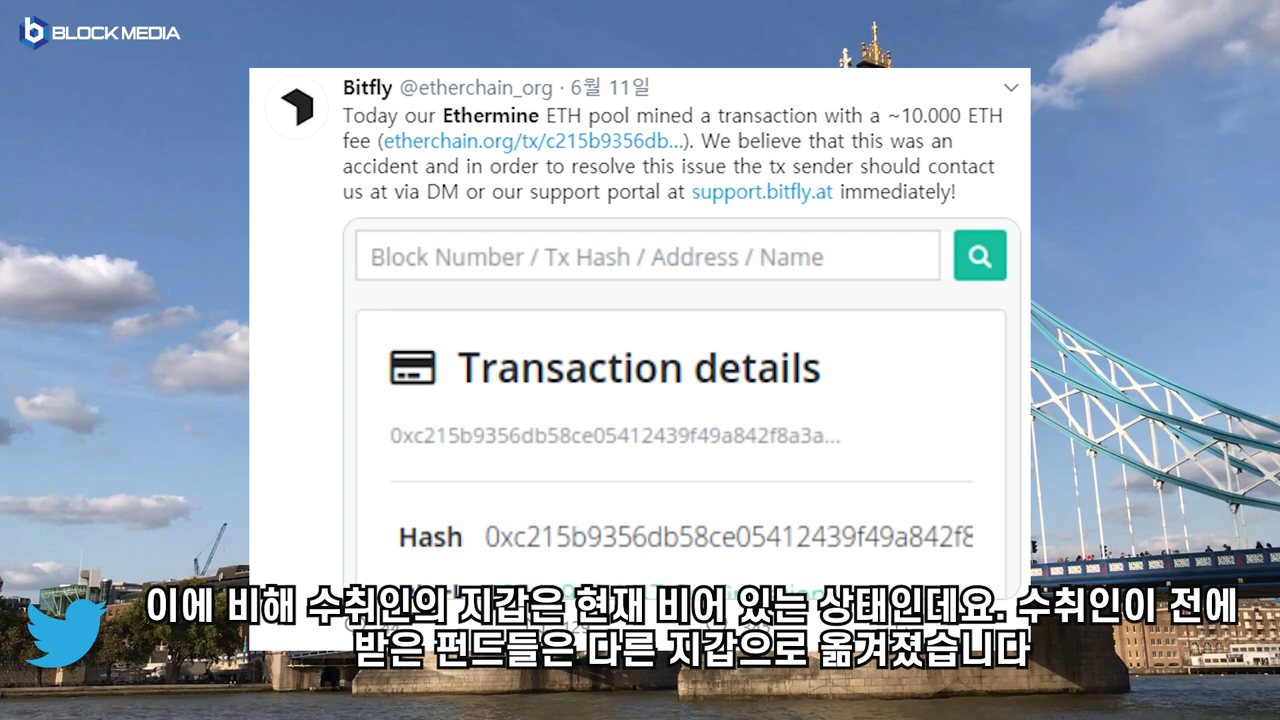 BLOCKMEDIA
Bitfly @etherchain_org · 6월 11일
Today our Ethermine ETH pool mined a transaction with a ~10.000 ETH
fee (etherchain.org/tx/c215b9356db...). We believe that this was an
accident and in order to resolve this issue the tx sender should contact
us at via DM or our support portal at support.bitfly.at immediately!
Block Number / Tx Hash / Address / Name
Transaction details
0xc215b9356db58ce05412439f49a842f8a3a...
Hash 0xc215b9356db58ce05412439f49a842f8
이에 비해 수취인의 지갑은 현재 비어 있는 상태인데요. 수취인이 전에
받은 펀드들은 다른 지갑으로 옮겨졌습니다